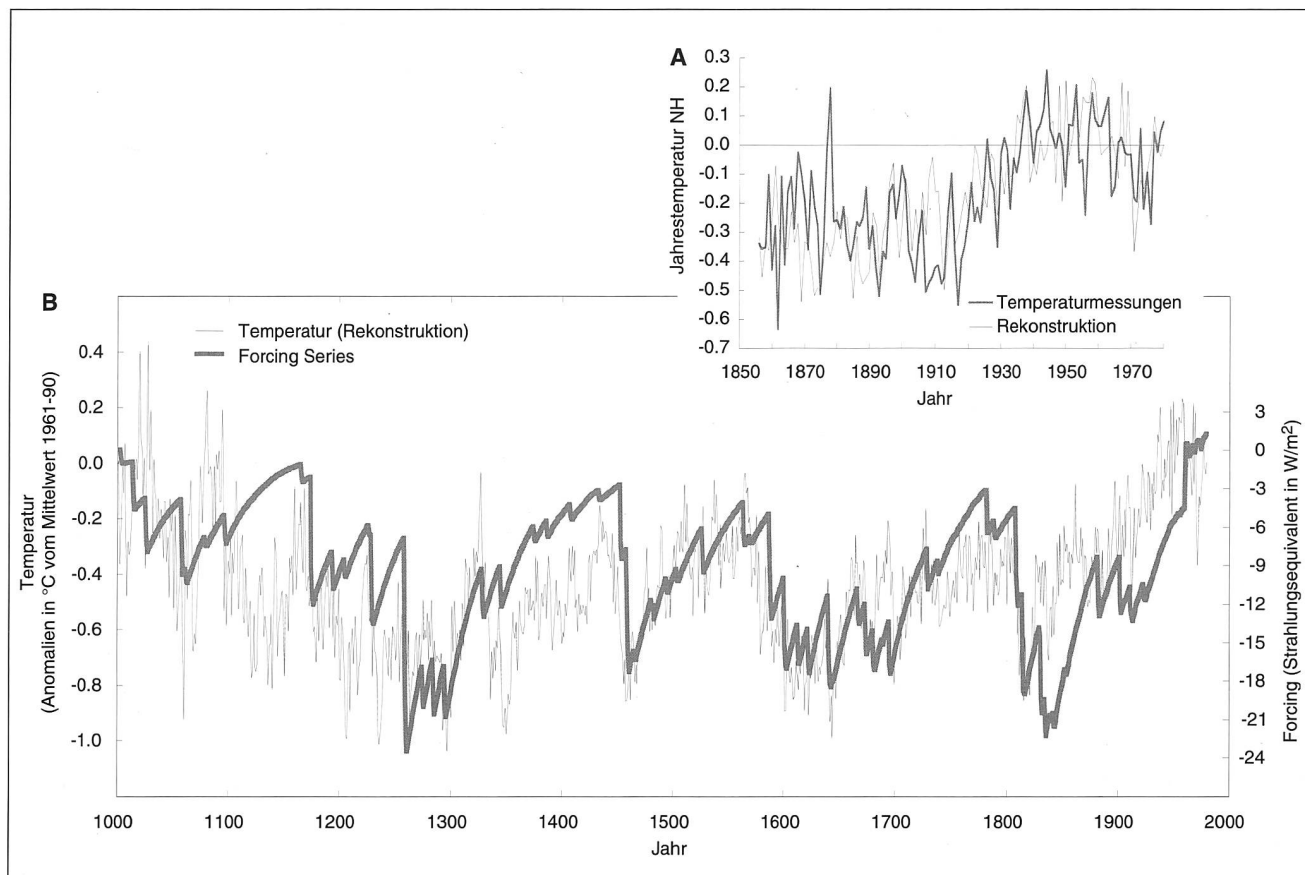 A
0.3
0.2
0.1
0.0
-0.1
-0.2
-0.3
-0.4
-0.5
-0.6
-0.7
Jahrestemperatur NH
Temperaturmessungen
Rekonstruktion
1850 1870 1890 1910 1930 1950 1970
Jahr
B
Temperatur (Rekonstruktion)
Forcing Series
0.4
0.2
0.0
-0.2
-0.4
-0.6
-0.8
-1.0
Temperatur
(Anomalien in °C vom Mittelwert 1961-90)
3
0
-3
-6
-9
-12
-15
-18
-21
-24
Forcing (Strahlungsequivalent in W/m²)
1000 1100 1200 1300 1400 1500 1600 1700 1800 1900 2000
Jahr